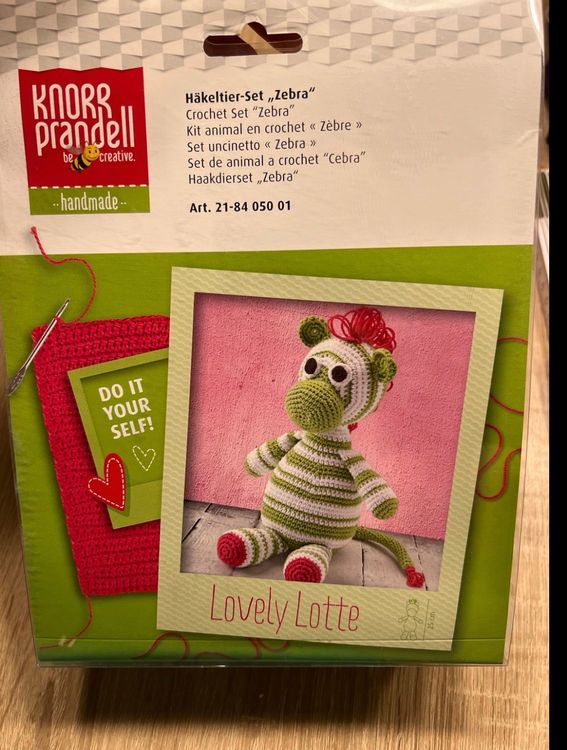 KNORR
prandell
be creative.
·· handmade ··
Häkeltier-Set „Zebra“
Crochet Set “Zebra”
Kit animal en crochet « Zèbre »
Set uncinetto « Zebra »
Set de animal a crochet “Cebra”
Haakdierset „Zebra“
Art. 21-84 050 01
DO IT
YOUR
SELF!
Lovely Lotte